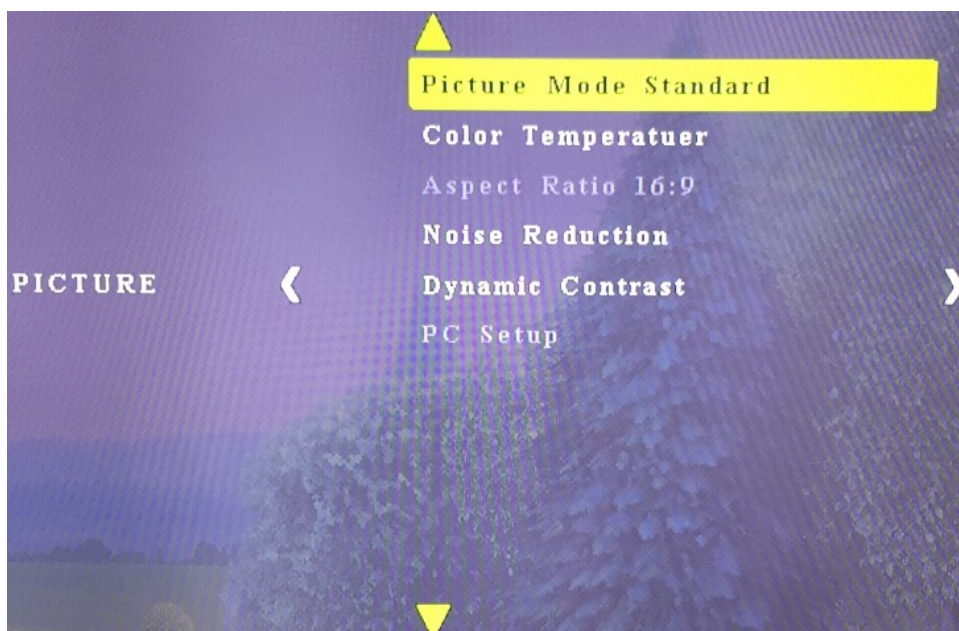 Picture Mode Standard
Color Temperatuer
Aspect Ratio 16:9
Noise Reduction
PICTURE
Dynamic Contrast
PC Setup